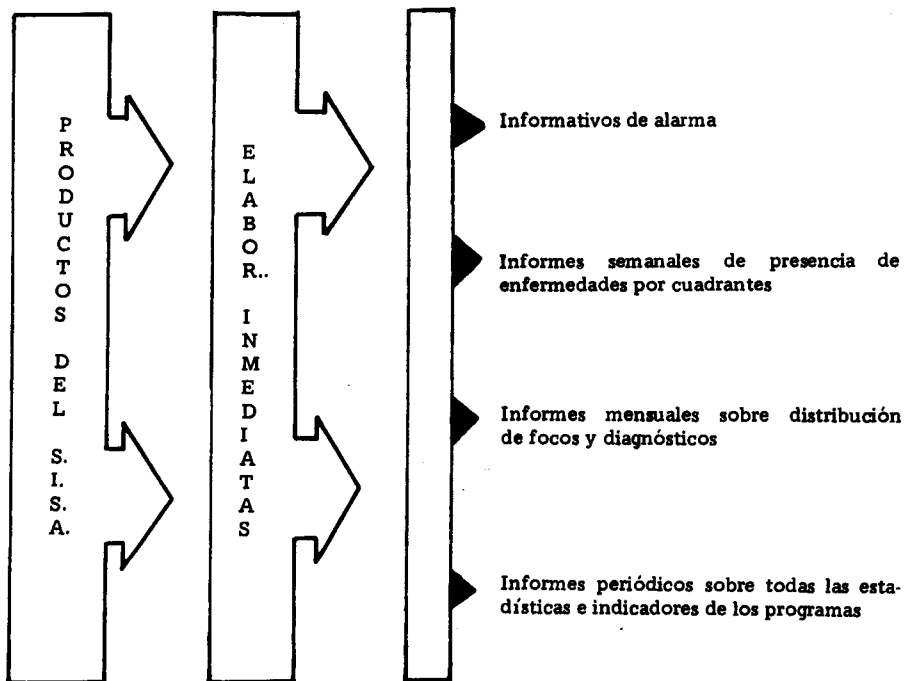 PRODUCTOS DEL S.I.S.A.
ELABOR.. INMEDIATAS
Informativos de alarma
Informes semanales de presencia de
enfermedades por cuadrantes
Informes mensuales sobre distribución
de focos y diagnósticos
Informes periódicos sobre todas las esta-
dísticas e indicadores de los programas